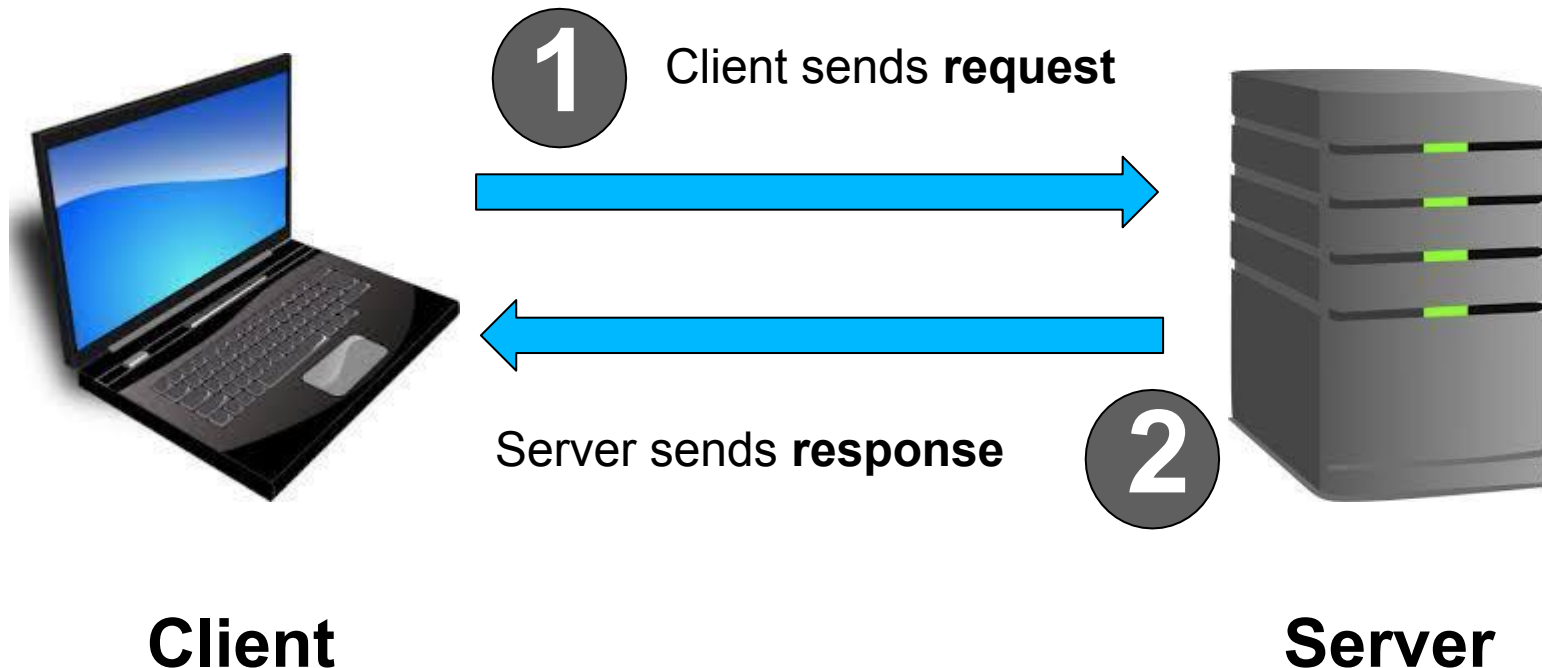 1
Client sends request
Server sends response
2
Client
Server